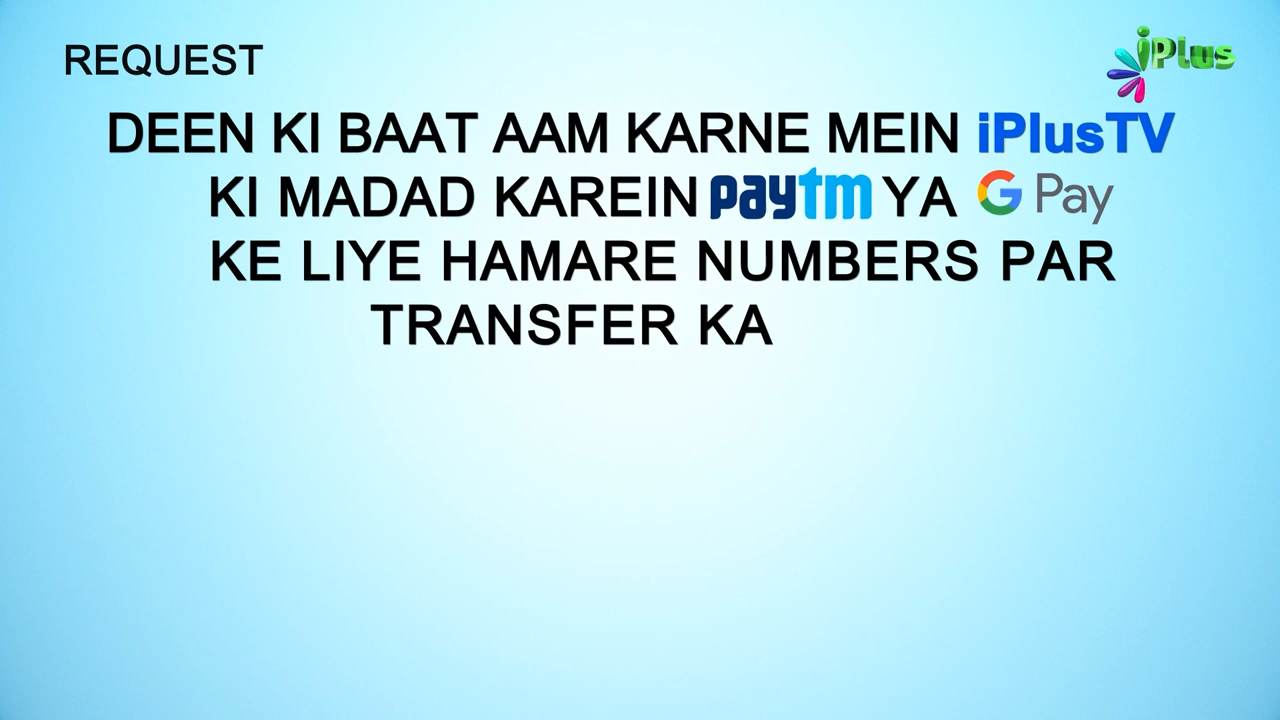 REQUEST
iPlus
DEEN KI BAAT AAM KARNE MEIN iPlusTV
KI MADAD KAREIN paytm YA G Pay
KE LIYE HAMARE NUMBERS PAR
TRANSFER KA